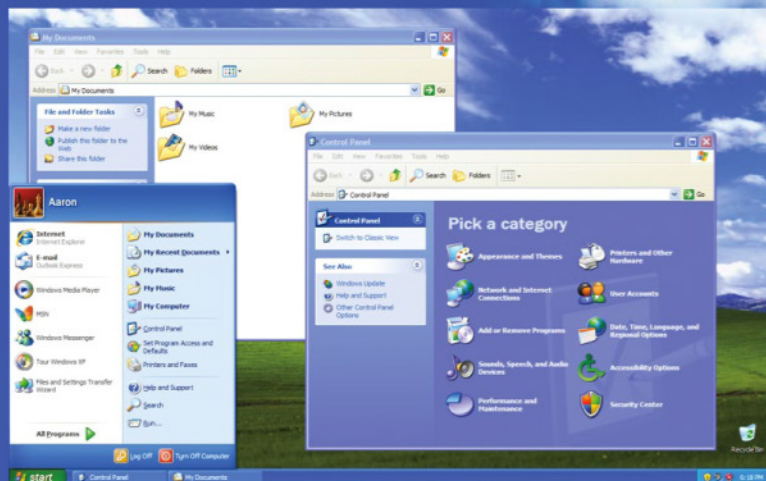 My Documents
File Edit View Favorites Tools Help
Back Search Folders
Address My Documents Go
File and Folder Tasks
Make a new folder
Publish this folder to the
Web
Share this folder
My Music
My Pictures
My Videos
Control Panel
File Edit View Favorites Tools Help
Back Search Folders
Address Control Panel Go
Control Panel
Switch to Classic View
See Also
Windows Update
Help and Support
Other Control Panel
Options
Pick a category
Appearance and Themes
Printers and Other
Hardware
Network and Internet
Connections
User Accounts
Add or Remove Programs
Date, Time, Language, and
Regional Options
Sounds, Speech, and Audio
Devices
Accessibility Options
Performance and
Maintenance
Security Center
Aaron
Internet
Internet Explorer
E-mail
Outlook Express
Windows Media Player
MSN
Windows Messenger
Tour Windows XP
Files and Settings Transfer
Wizard
All Programs
My Documents
My Recent Documents
My Pictures
My Music
My Computer
Control Panel
Set Program Access and
Defaults
Printers and Faxes
Help and Support
Search
Run...
Log Off Turn Off Computer
Recycle Bin
start Control Panel My Documents 6:18 PM